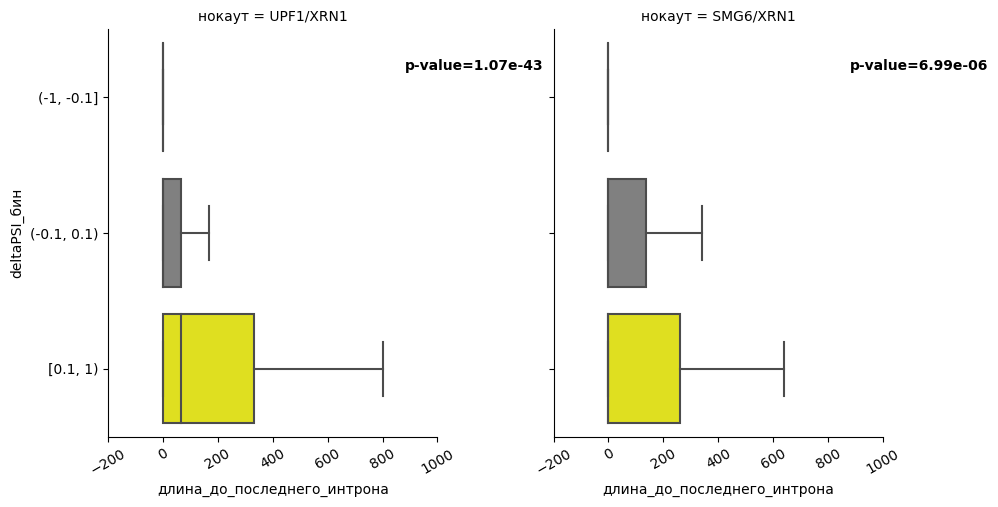 нокаут = UPF1/XRN1
нокаут = SMG6/XRN1
p-value=1.07e-43
p-value=6.99e-06
deltaPSI_бин
(-1, -0.1]
(-0.1, 0.1)
[0.1, 1)
−200 0 200 400 600 800 1000
−200 0 200 400 600 800 1000
длина_до_последнего_интрона
длина_до_последнего_интрона